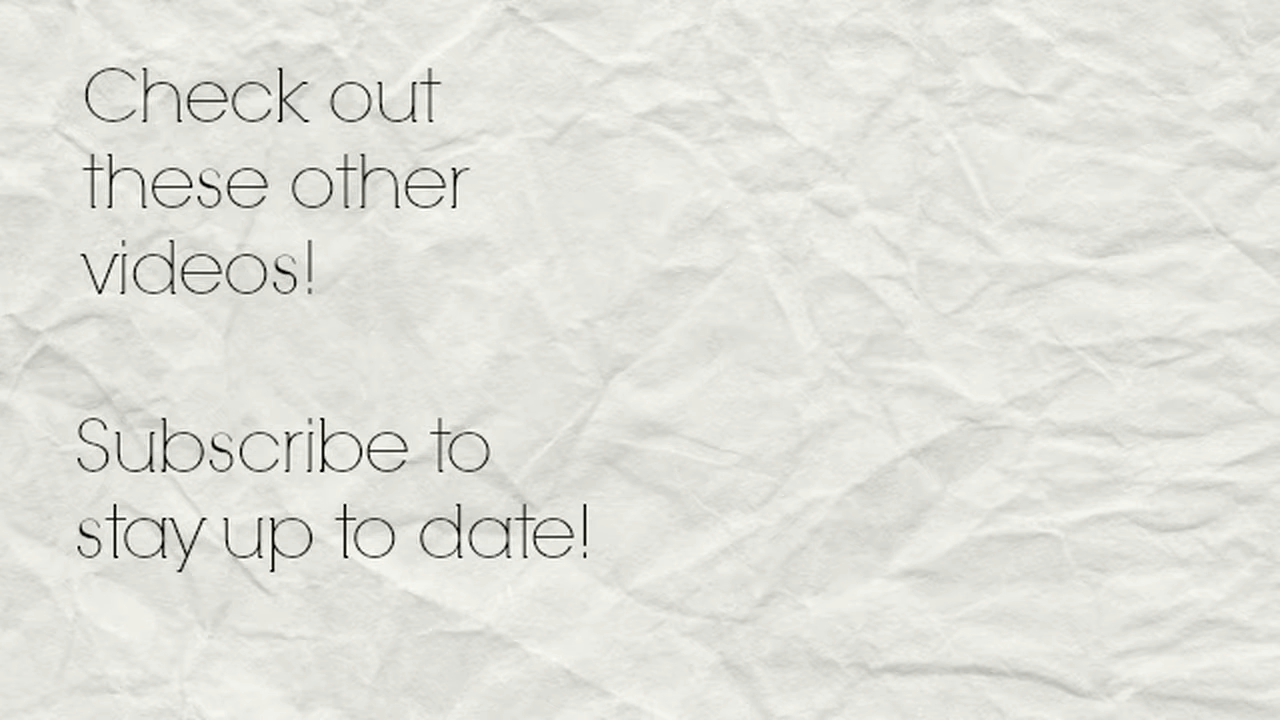 Check out
these other
videos!
Subscribe to
stay up to date!